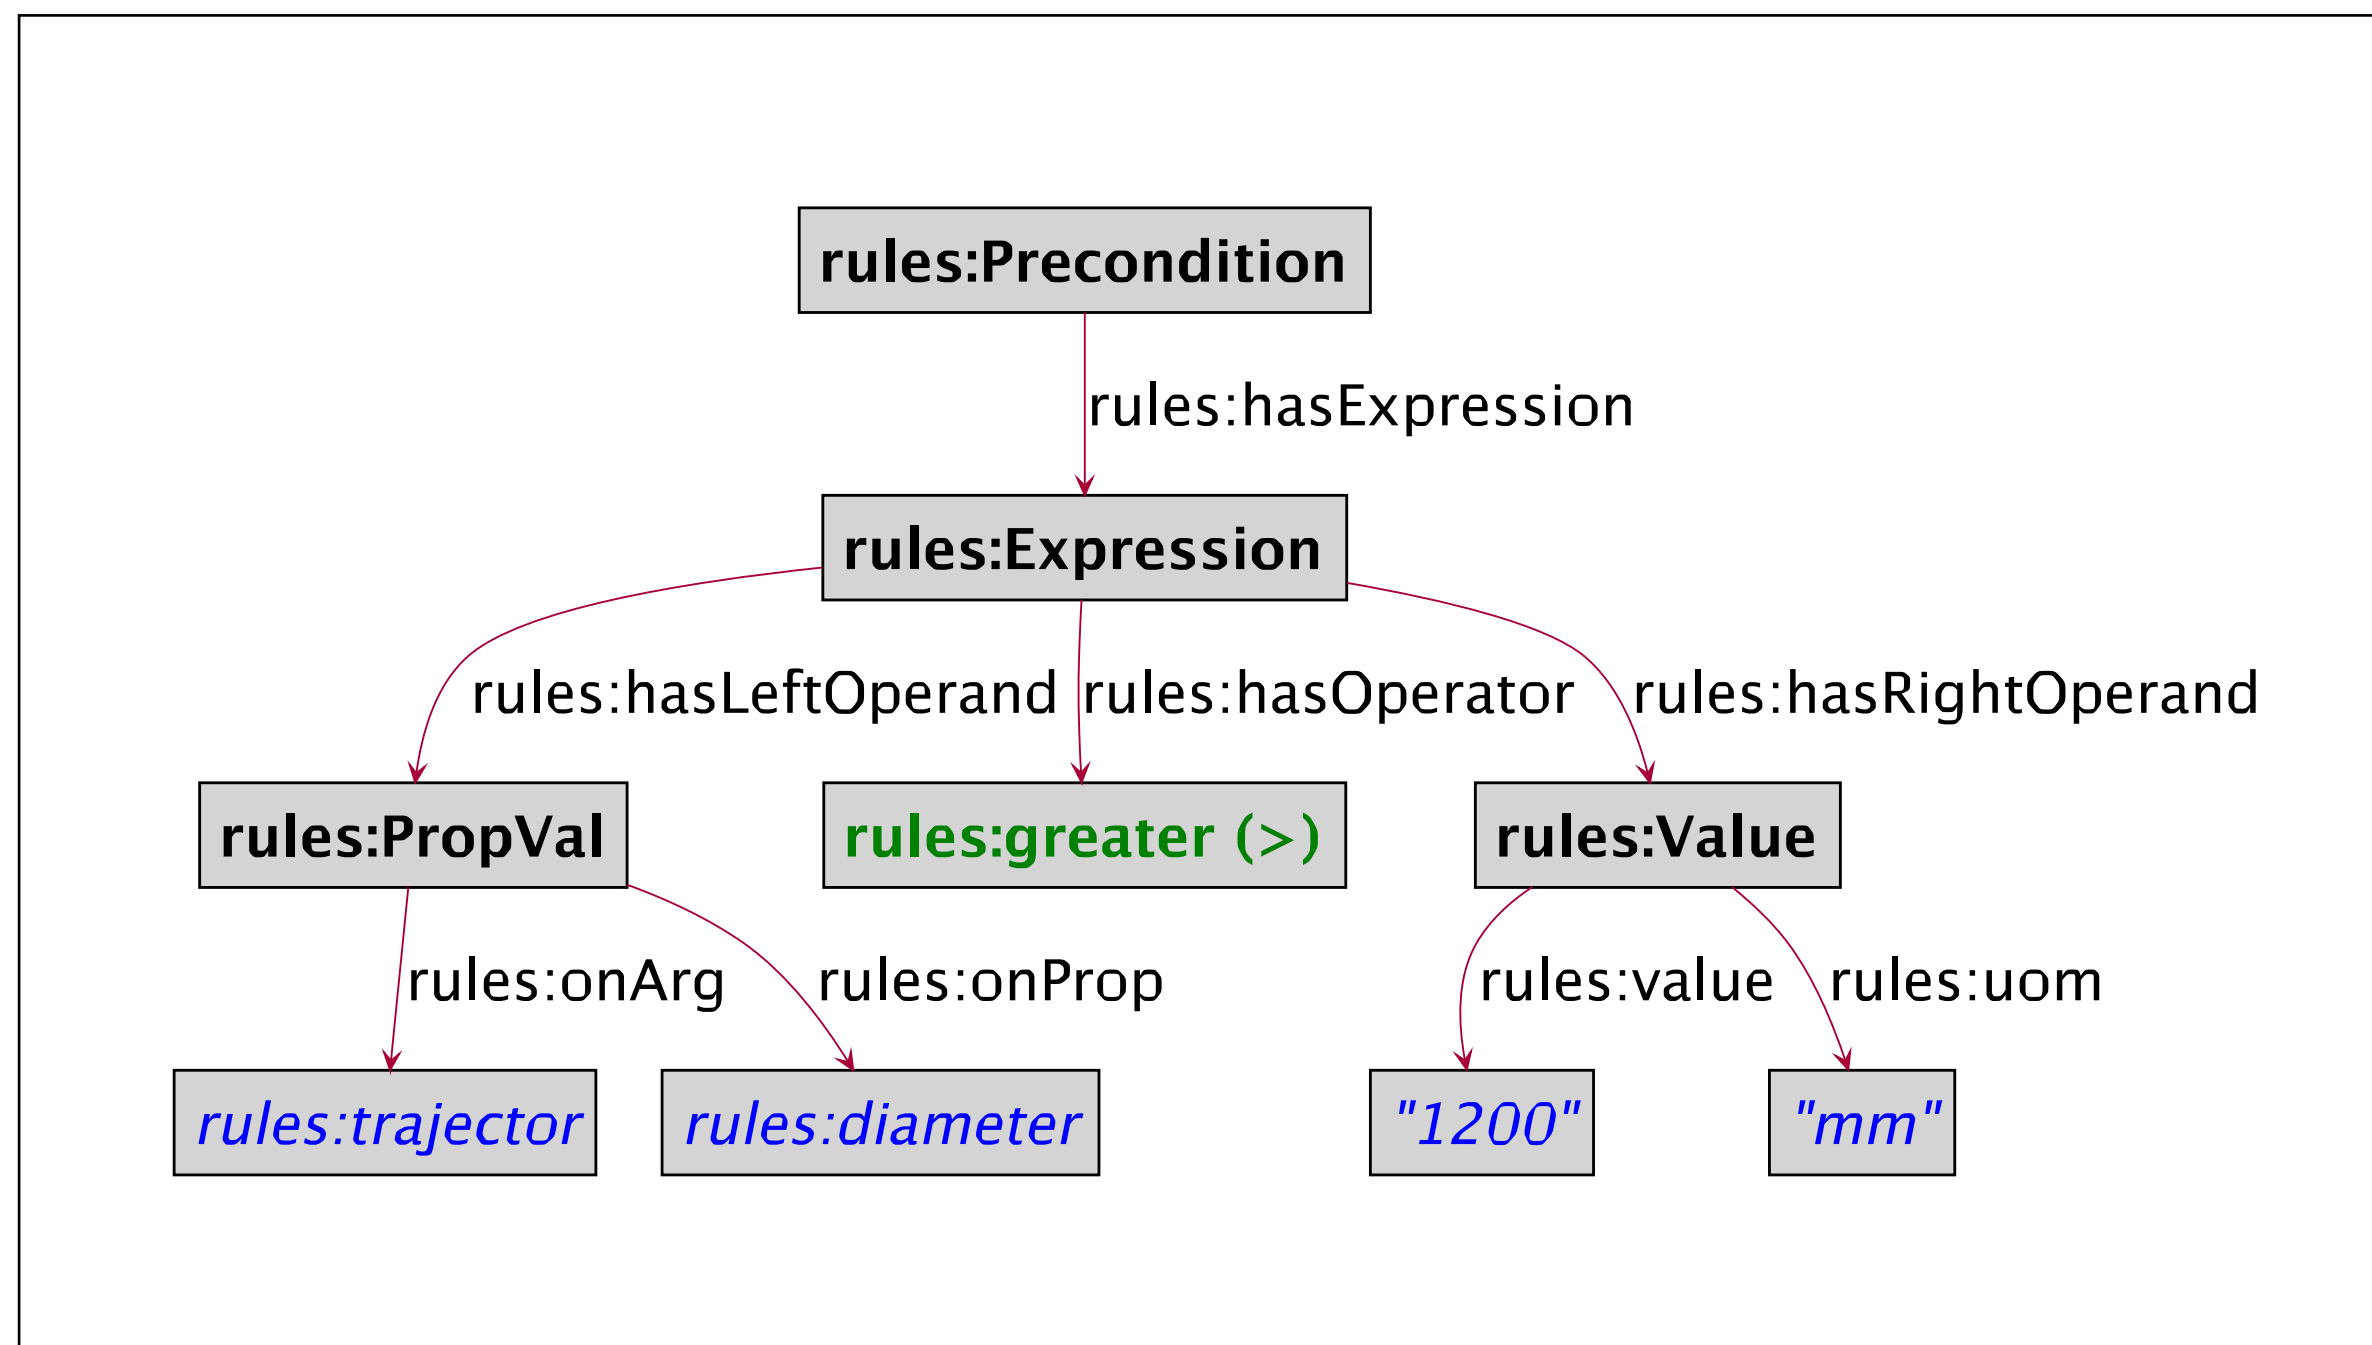 rules:Precondition
rules:hasExpression
rules:Expression
rules:hasLeftOperand rules:hasOperator rules:hasRightOperand
rules:PropVal rules:greater (>) rules:Value
rules:onArg rules:onProp rules:value rules:uom
rules:trajector rules:diameter "1200" "mm"